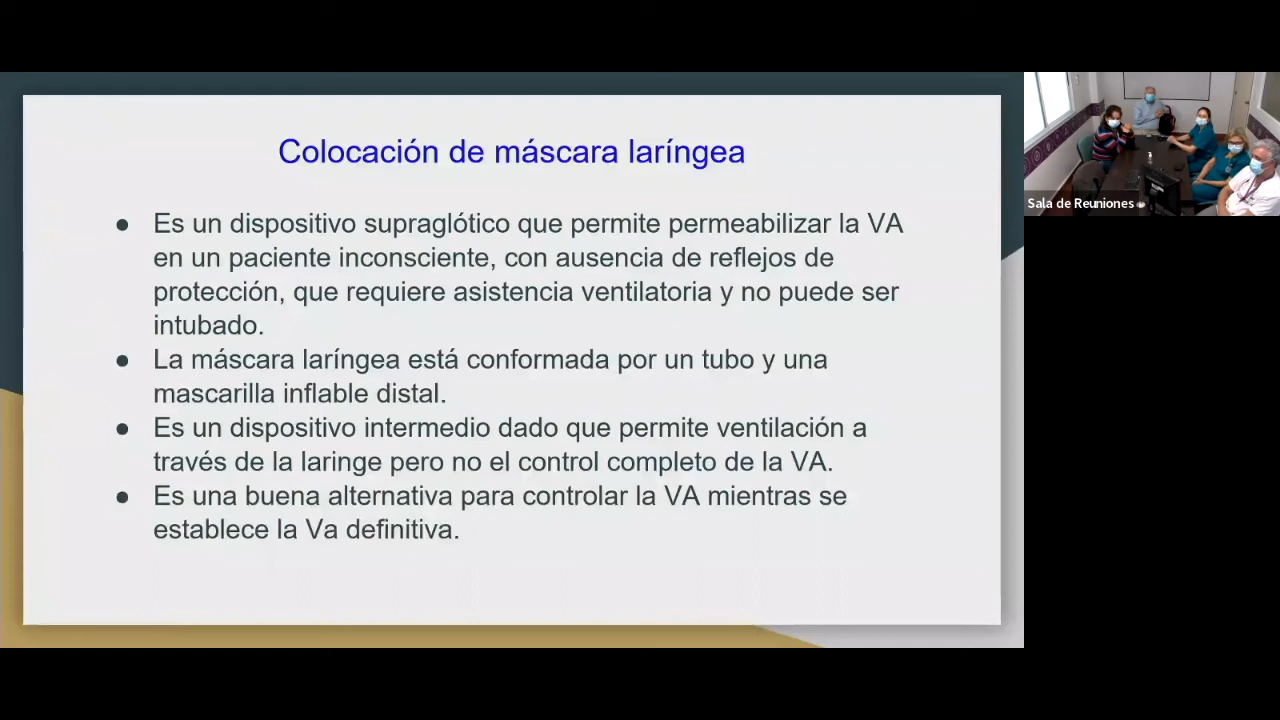 Colocación de máscara laríngea
● Es un dispositivo supraglótico que permite permeabilizar la VA
en un paciente inconsciente, con ausencia de reflejos de
protección, que requiere asistencia ventilatoria y no puede ser
intubado.
● La máscara laríngea está conformada por un tubo y una
mascarilla inflable distal.
● Es un dispositivo intermedio dado que permite ventilación a
través de la laringe pero no el control completo de la VA.
● Es una buena alternativa para controlar la VA mientras se
establece la Va definitiva.
Sala de Reuniones